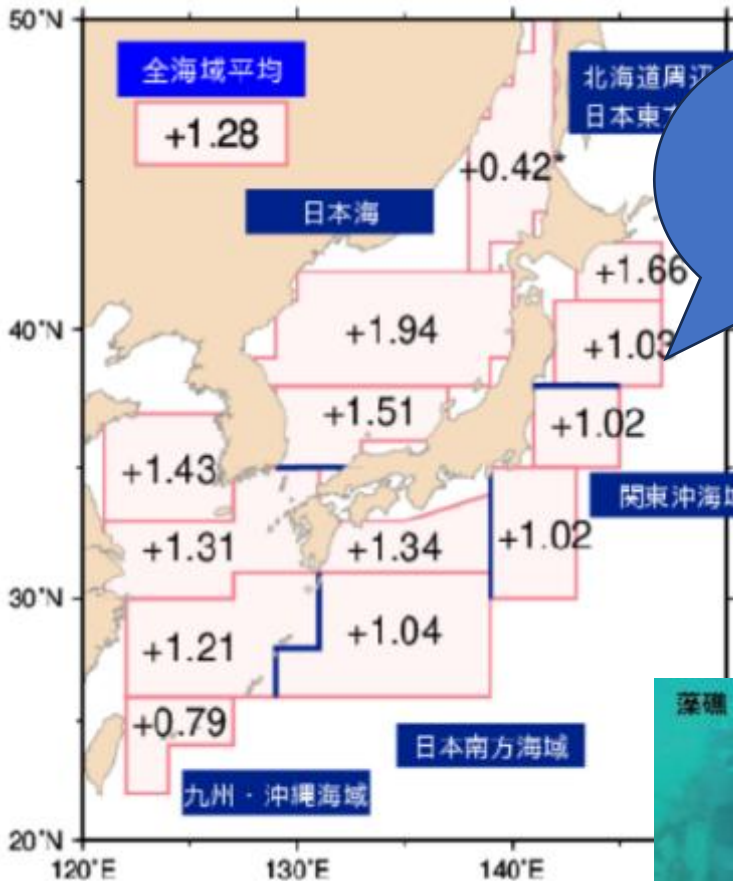 50°N
全海域平均
+1.28
北海道周辺
日本東方
+0.42*
日本海
+1.66
40°N
+1.94
+1.03
+1.51
+1.02
+1.43
関東沖海域
+1.31
+1.34
+1.02
30°N
+1.21
+1.04
藻礁
+0.79
日本南方海域
九州・沖縄海域
20°N
120°E
130°E
140°E